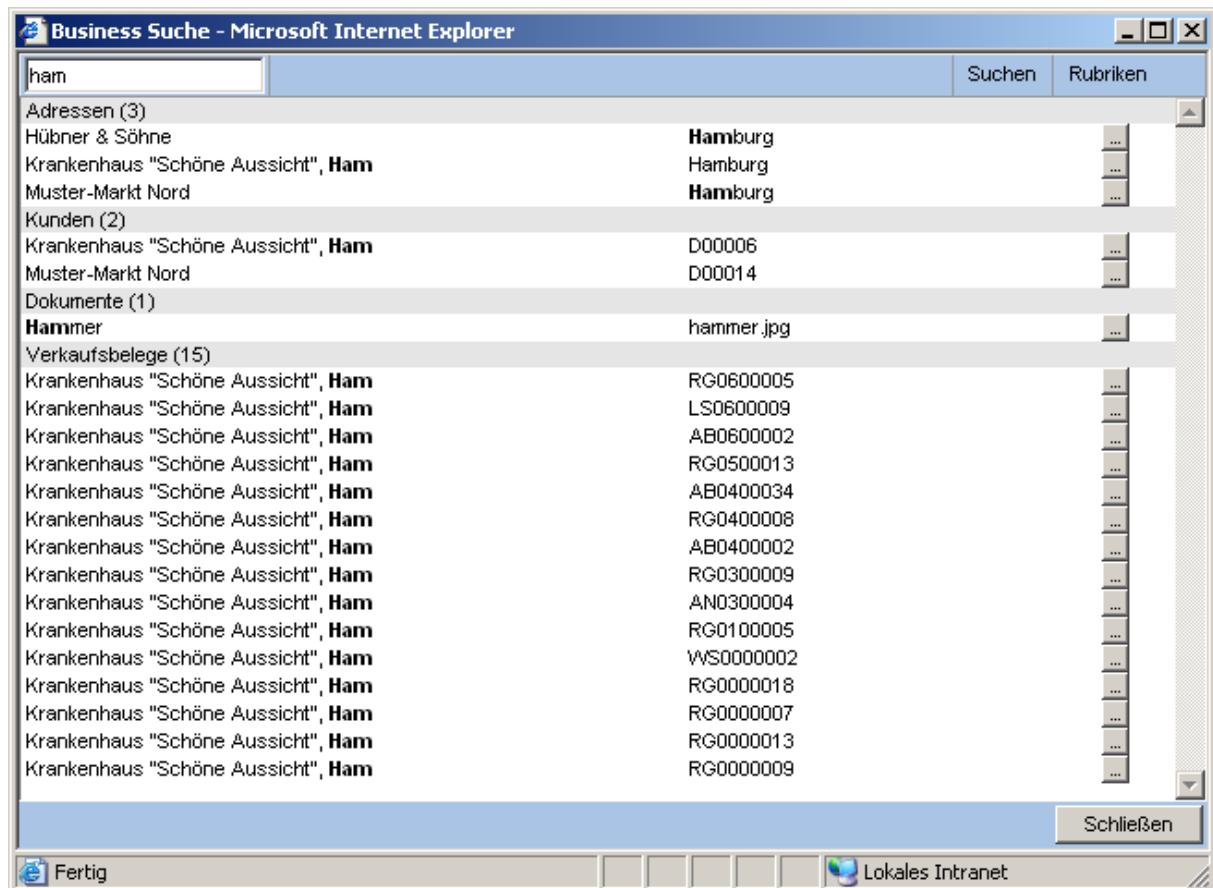 Business Suche - Microsoft Internet Explorer
ham Suchen Rubriken
Adressen (3)
Hübner & Söhne Hamburg ...
Krankenhaus "Schöne Aussicht", Ham Hamburg ...
Muster-Markt Nord Hamburg ...
Kunden (2)
Krankenhaus "Schöne Aussicht", Ham D00006 ...
Muster-Markt Nord D00014 ...
Dokumente (1)
Hammer hammer.jpg ...
Verkaufsbelege (15)
Krankenhaus "Schöne Aussicht", Ham RG0600005 ...
Krankenhaus "Schöne Aussicht", Ham LS0600009 ...
Krankenhaus "Schöne Aussicht", Ham AB0600002 ...
Krankenhaus "Schöne Aussicht", Ham RG0500013 ...
Krankenhaus "Schöne Aussicht", Ham AB0400034 ...
Krankenhaus "Schöne Aussicht", Ham RG0400008 ...
Krankenhaus "Schöne Aussicht", Ham AB0400002 ...
Krankenhaus "Schöne Aussicht", Ham RG0300009 ...
Krankenhaus "Schöne Aussicht", Ham AN0300004 ...
Krankenhaus "Schöne Aussicht", Ham RG0100005 ...
Krankenhaus "Schöne Aussicht", Ham WS0000002 ...
Krankenhaus "Schöne Aussicht", Ham RG0000018 ...
Krankenhaus "Schöne Aussicht", Ham RG0000007 ...
Krankenhaus "Schöne Aussicht", Ham RG0000013 ...
Krankenhaus "Schöne Aussicht", Ham RG0000009 ...
Schließen
Fertig Lokales Intranet